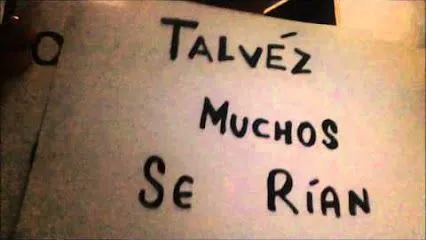 O
TALVÉZ
MUCHOS
SE RÍAN